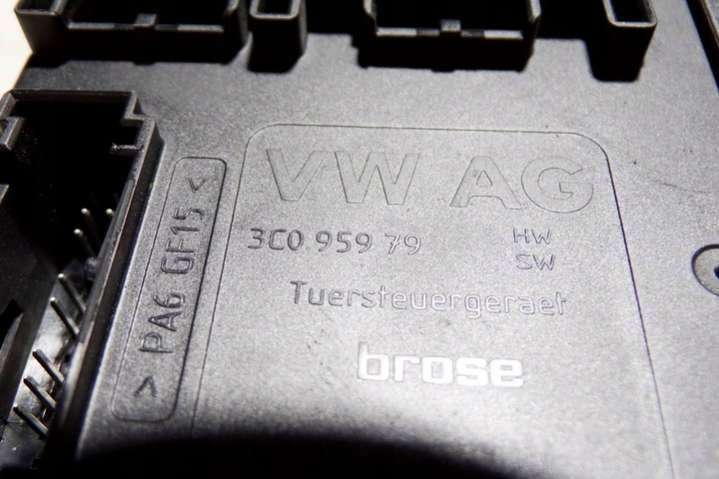 VW AG
3C0 959 79 HW
SW
Tuersteuergeraet
brose
> PA6 GF15 <